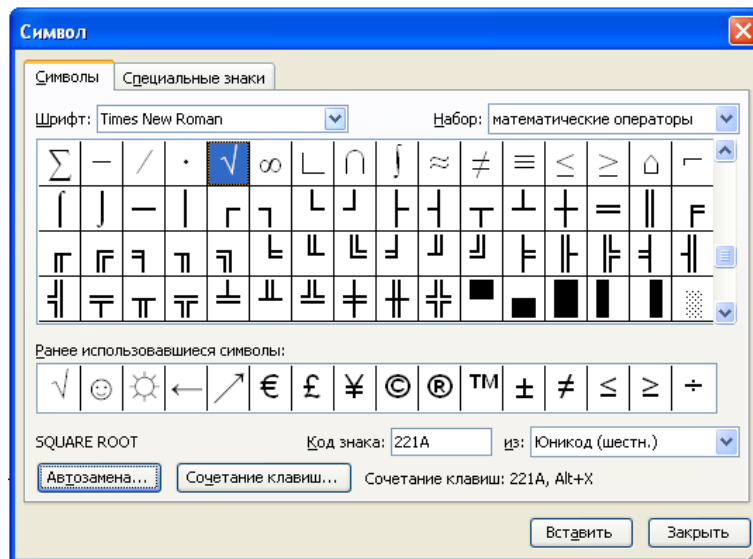 Символ
Символы Специальные знаки
Шрифт: Times New Roman Набор: математические операторы
∑ − ∕ ∙ √ ∞ ∟ ∩ ∫ ≈ ≠ ≡ ≤ ≥ ⌂ ⌐
⌠ ⌡ ─ │ ┌ ┐ └ ┘ ├ ┤ ┬ ┴ ┼ ═ ║ ╒
╓ ╔ ╕ ╖ ╗ ╘ ╙ ╚ ╛ ╜ ╝ ╞ ╟ ╠ ╡ ╢
╣ ╤ ╥ ╦ ╧ ╨ ╩ ╪ ╫ ╬ ▀ ▄ █ ▌ ▐ ░
Ранее использовавшиеся символы:
√ ☺ ☼ ← ↗ € £ ¥ © ® ™ ± ≠ ≤ ≥ ÷
SQUARE ROOT Код знака: 221A из: Юникод (шестн.)
Автозамена... Сочетание клавиш... Сочетание клавиш: 221A, Alt+X
Вставить Закрыть